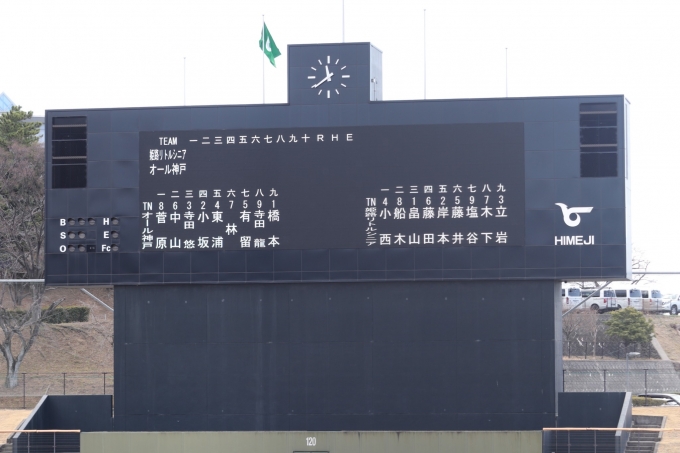 TEAM 一二三四五六七八九十RHE
姫路リトルシニア
オール神戸
一二三四五六七八九
TN 8 6 3 2 4 7 5 9 1
オール神戸
菅原
中山
寺田悠
小坂
東浦
林
有留
寺田龍
橋本
一二三四五六七八九
TN 4 8 1 6 2 5 9 7 3
姫路リトルシニア
小西
船木
畠山
藤田
岸本
藤井
塩谷
木下
立岩
B
S
O
H
E
Fc
HIMEJI
120